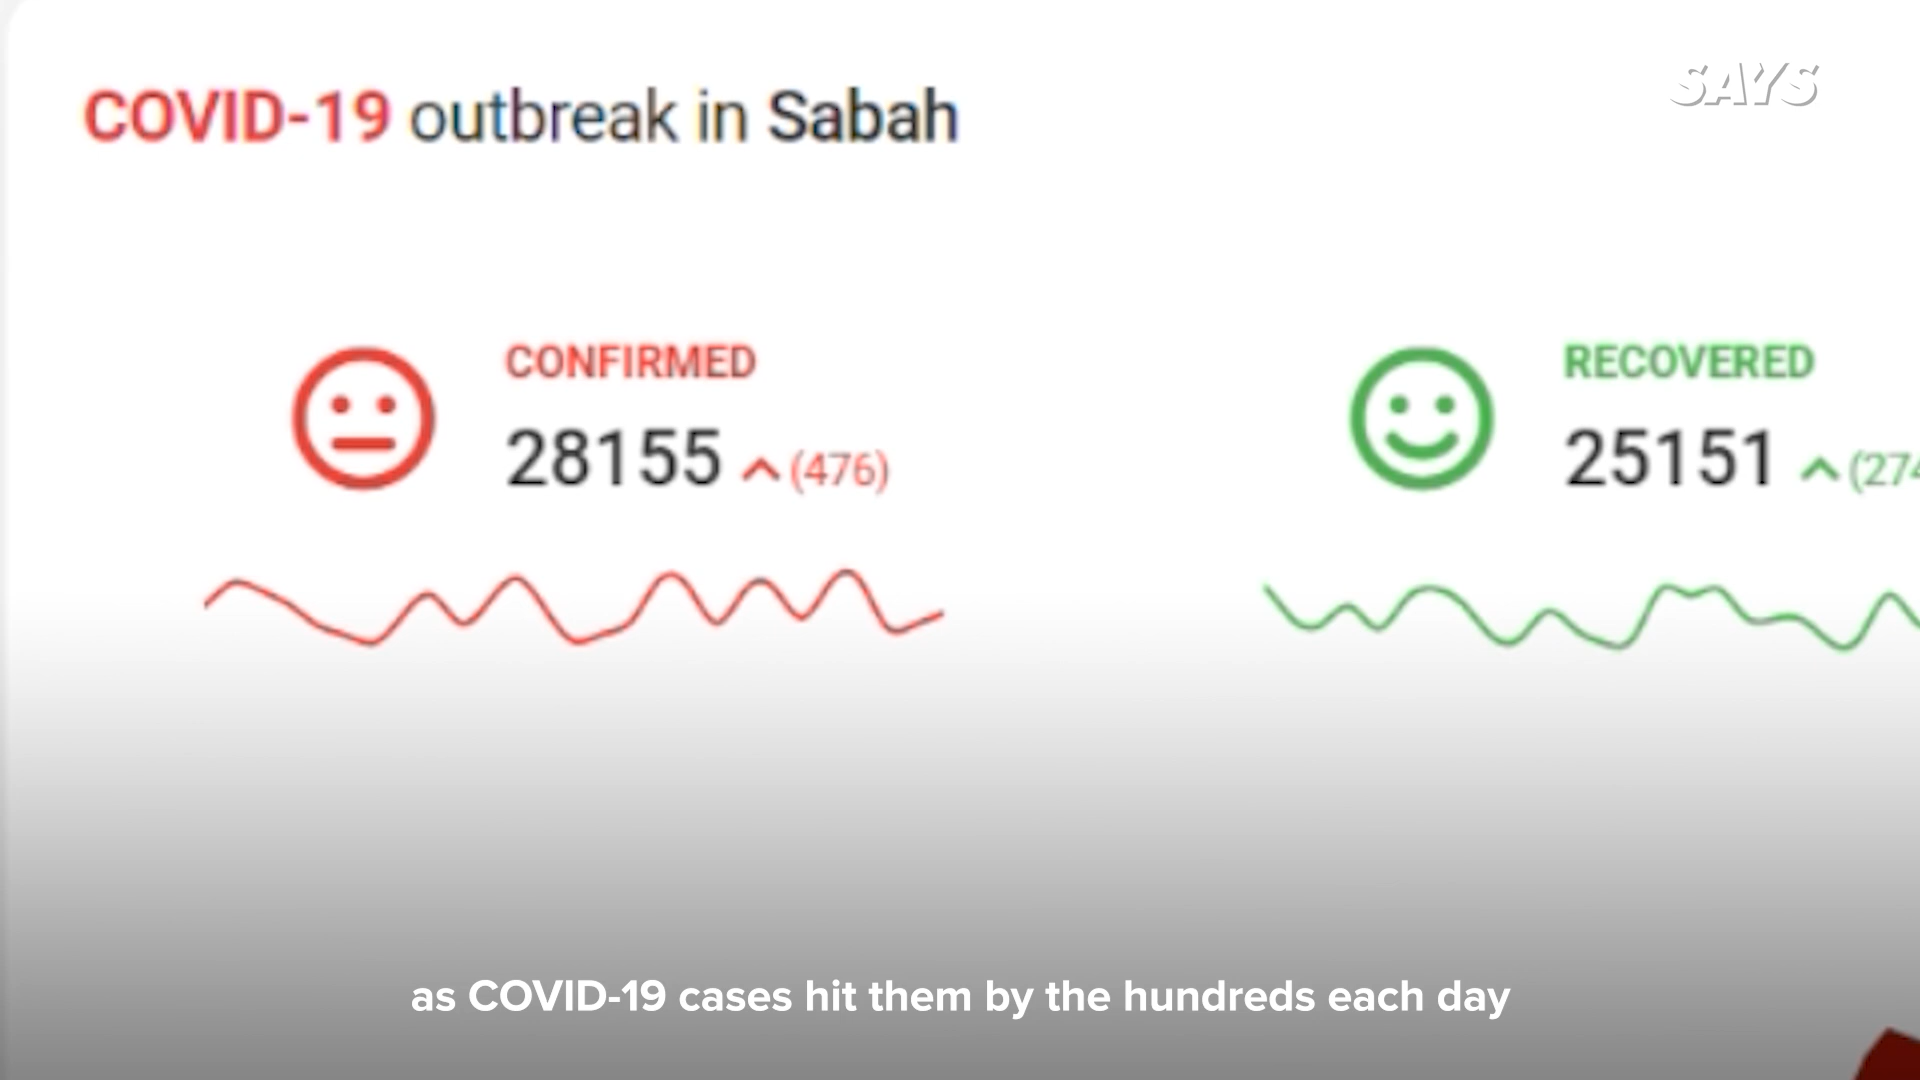 SAYS
COVID-19 outbreak in Sabah
CONFIRMED
28155 (476)
RECOVERED
25151 (274
as COVID-19 cases hit them by the hundreds each day